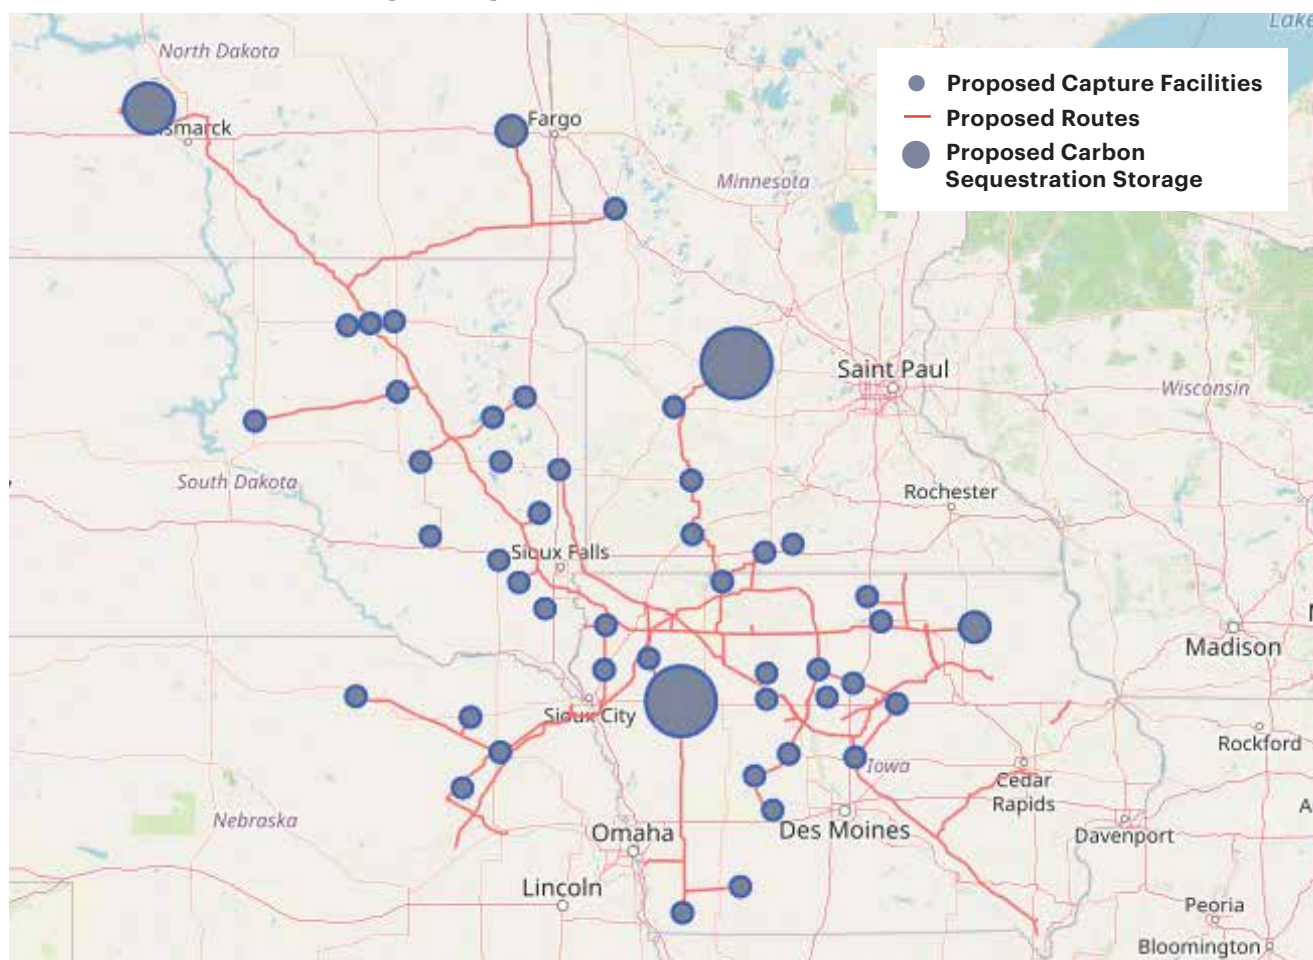 Lake
North Dakota
Proposed Capture Facilities
Proposed Routes
Proposed Carbon
Sequestration Storage
smarck
Fargo
Minnesota
Saint Paul
Wisconsin
South Dakota
Rochester
Sioux Falls
Madison
Sioux City
Rockford
Iowa
Cedar
Rapids
Nebraska
Omaha
Des Moines
Davenport
Lincoln
Peoria
Bloomington